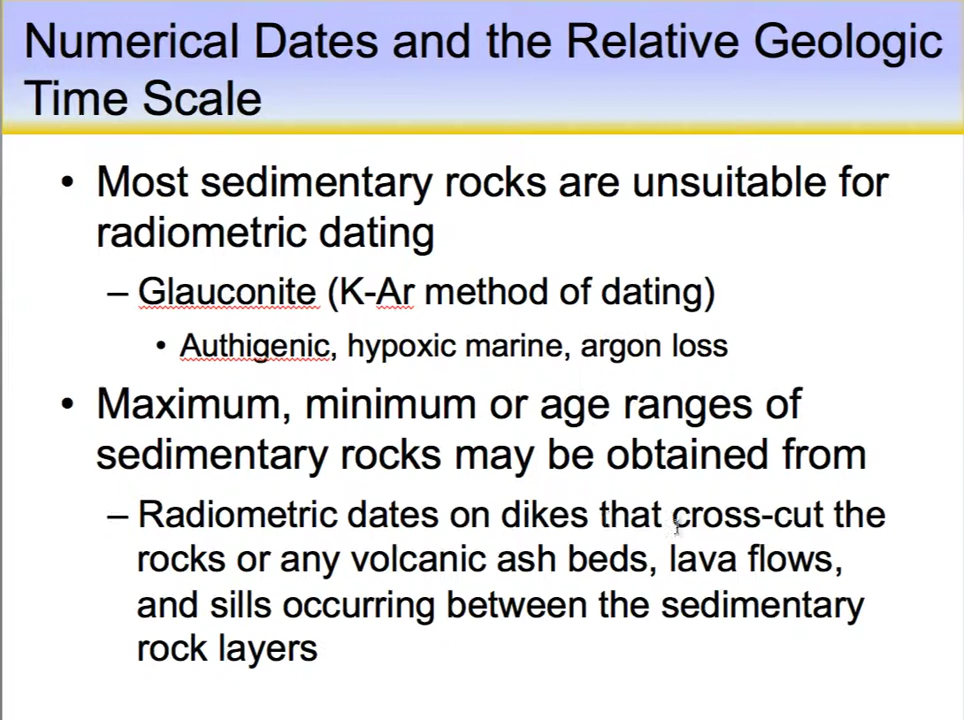 Numerical Dates and the Relative Geologic
Time Scale
• Most sedimentary rocks are unsuitable for
radiometric dating
– Glauconite (K-Ar method of dating)
• Authigenic, hypoxic marine, argon loss
• Maximum, minimum or age ranges of
sedimentary rocks may be obtained from
– Radiometric dates on dikes that cross-cut the
rocks or any volcanic ash beds, lava flows,
and sills occurring between the sedimentary
rock layers